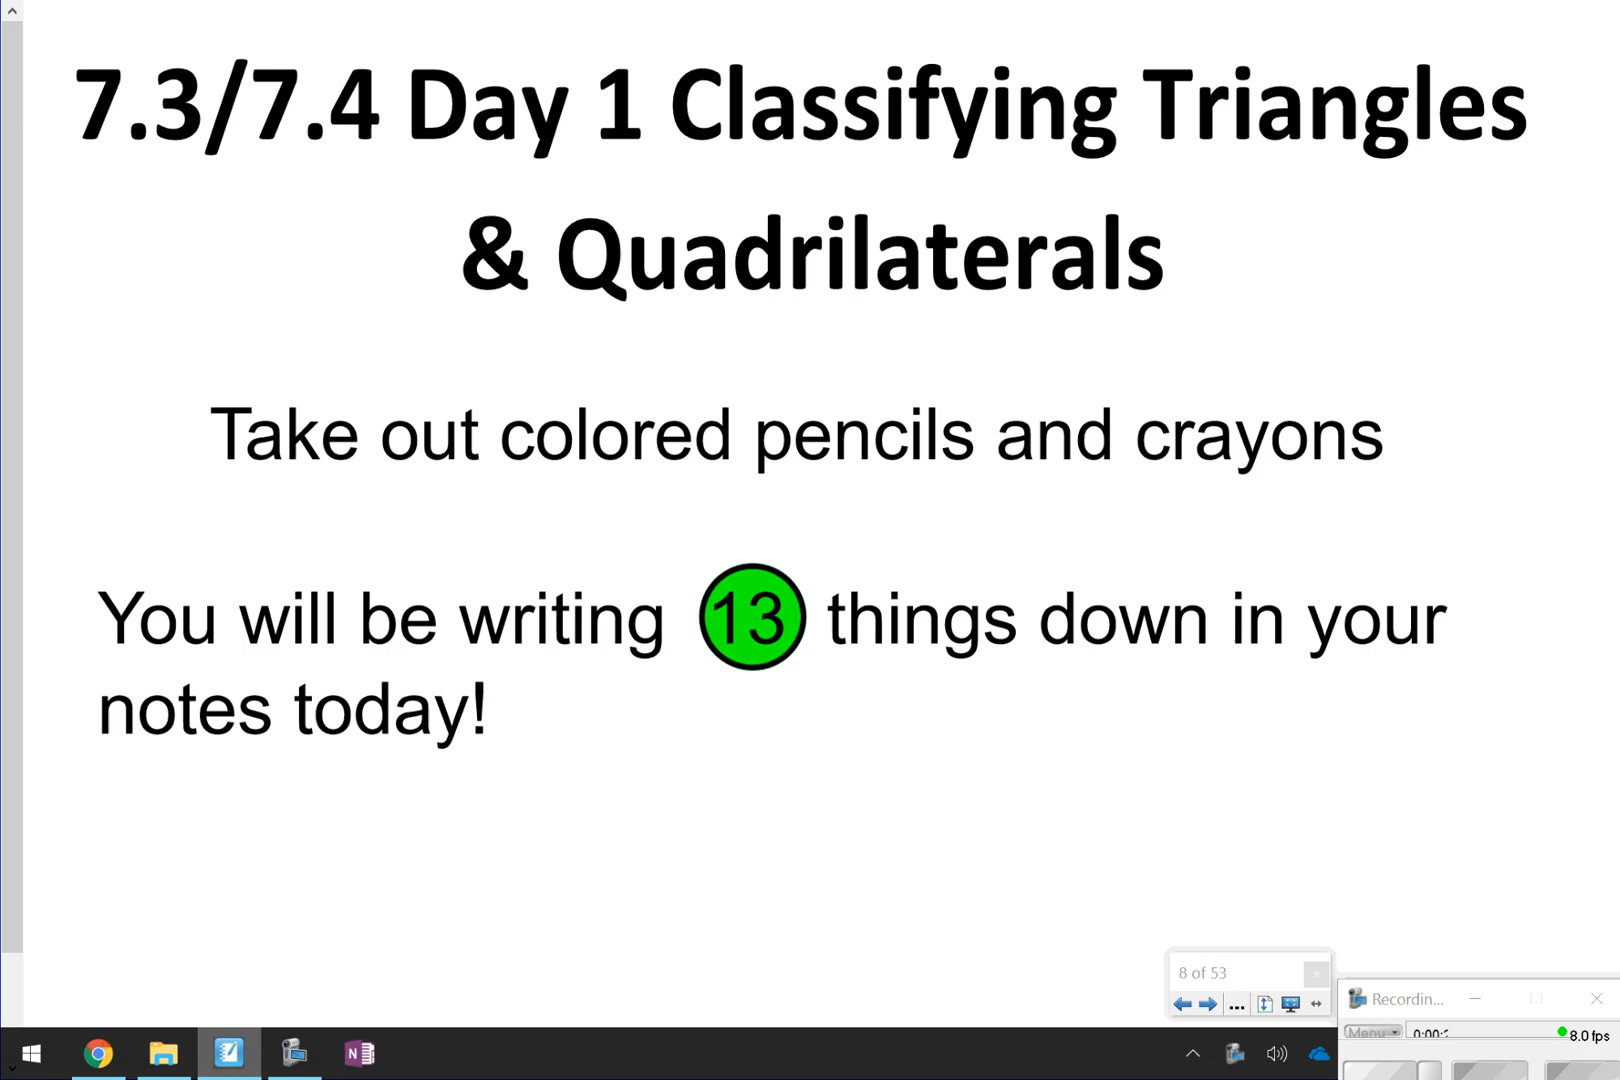 7.3/7.4 Day 1 Classifying Triangles
& Quadrilaterals
Take out colored pencils and crayons
You will be writing 13 things down in your
notes today!
8 of 53
Recordin...
Menu
8.0 fps